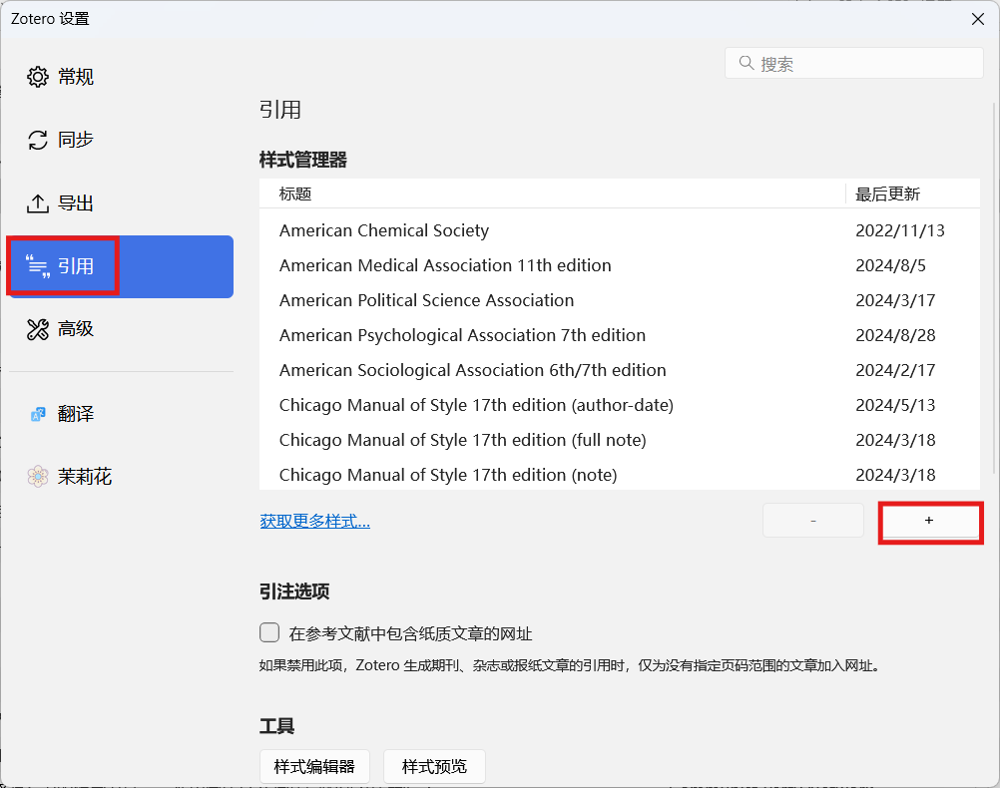 Zotero 设置
搜索
常规
同步
导出
引用
高级
翻译
茉莉花
引用
样式管理器
标题 最后更新
American Chemical Society 2022/11/13
American Medical Association 11th edition 2024/8/5
American Political Science Association 2024/3/17
American Psychological Association 7th edition 2024/8/28
American Sociological Association 6th/7th edition 2024/2/17
Chicago Manual of Style 17th edition (author-date) 2024/5/13
Chicago Manual of Style 17th edition (full note) 2024/3/18
Chicago Manual of Style 17th edition (note) 2024/3/18
获取更多样式... - +
引注选项
在参考文献中包含纸质文章的网址
如果禁用此项，Zotero 生成期刊、杂志或报纸文章的引用时，仅为没有指定页码范围的文章加入网址。
工具
样式编辑器 样式预览